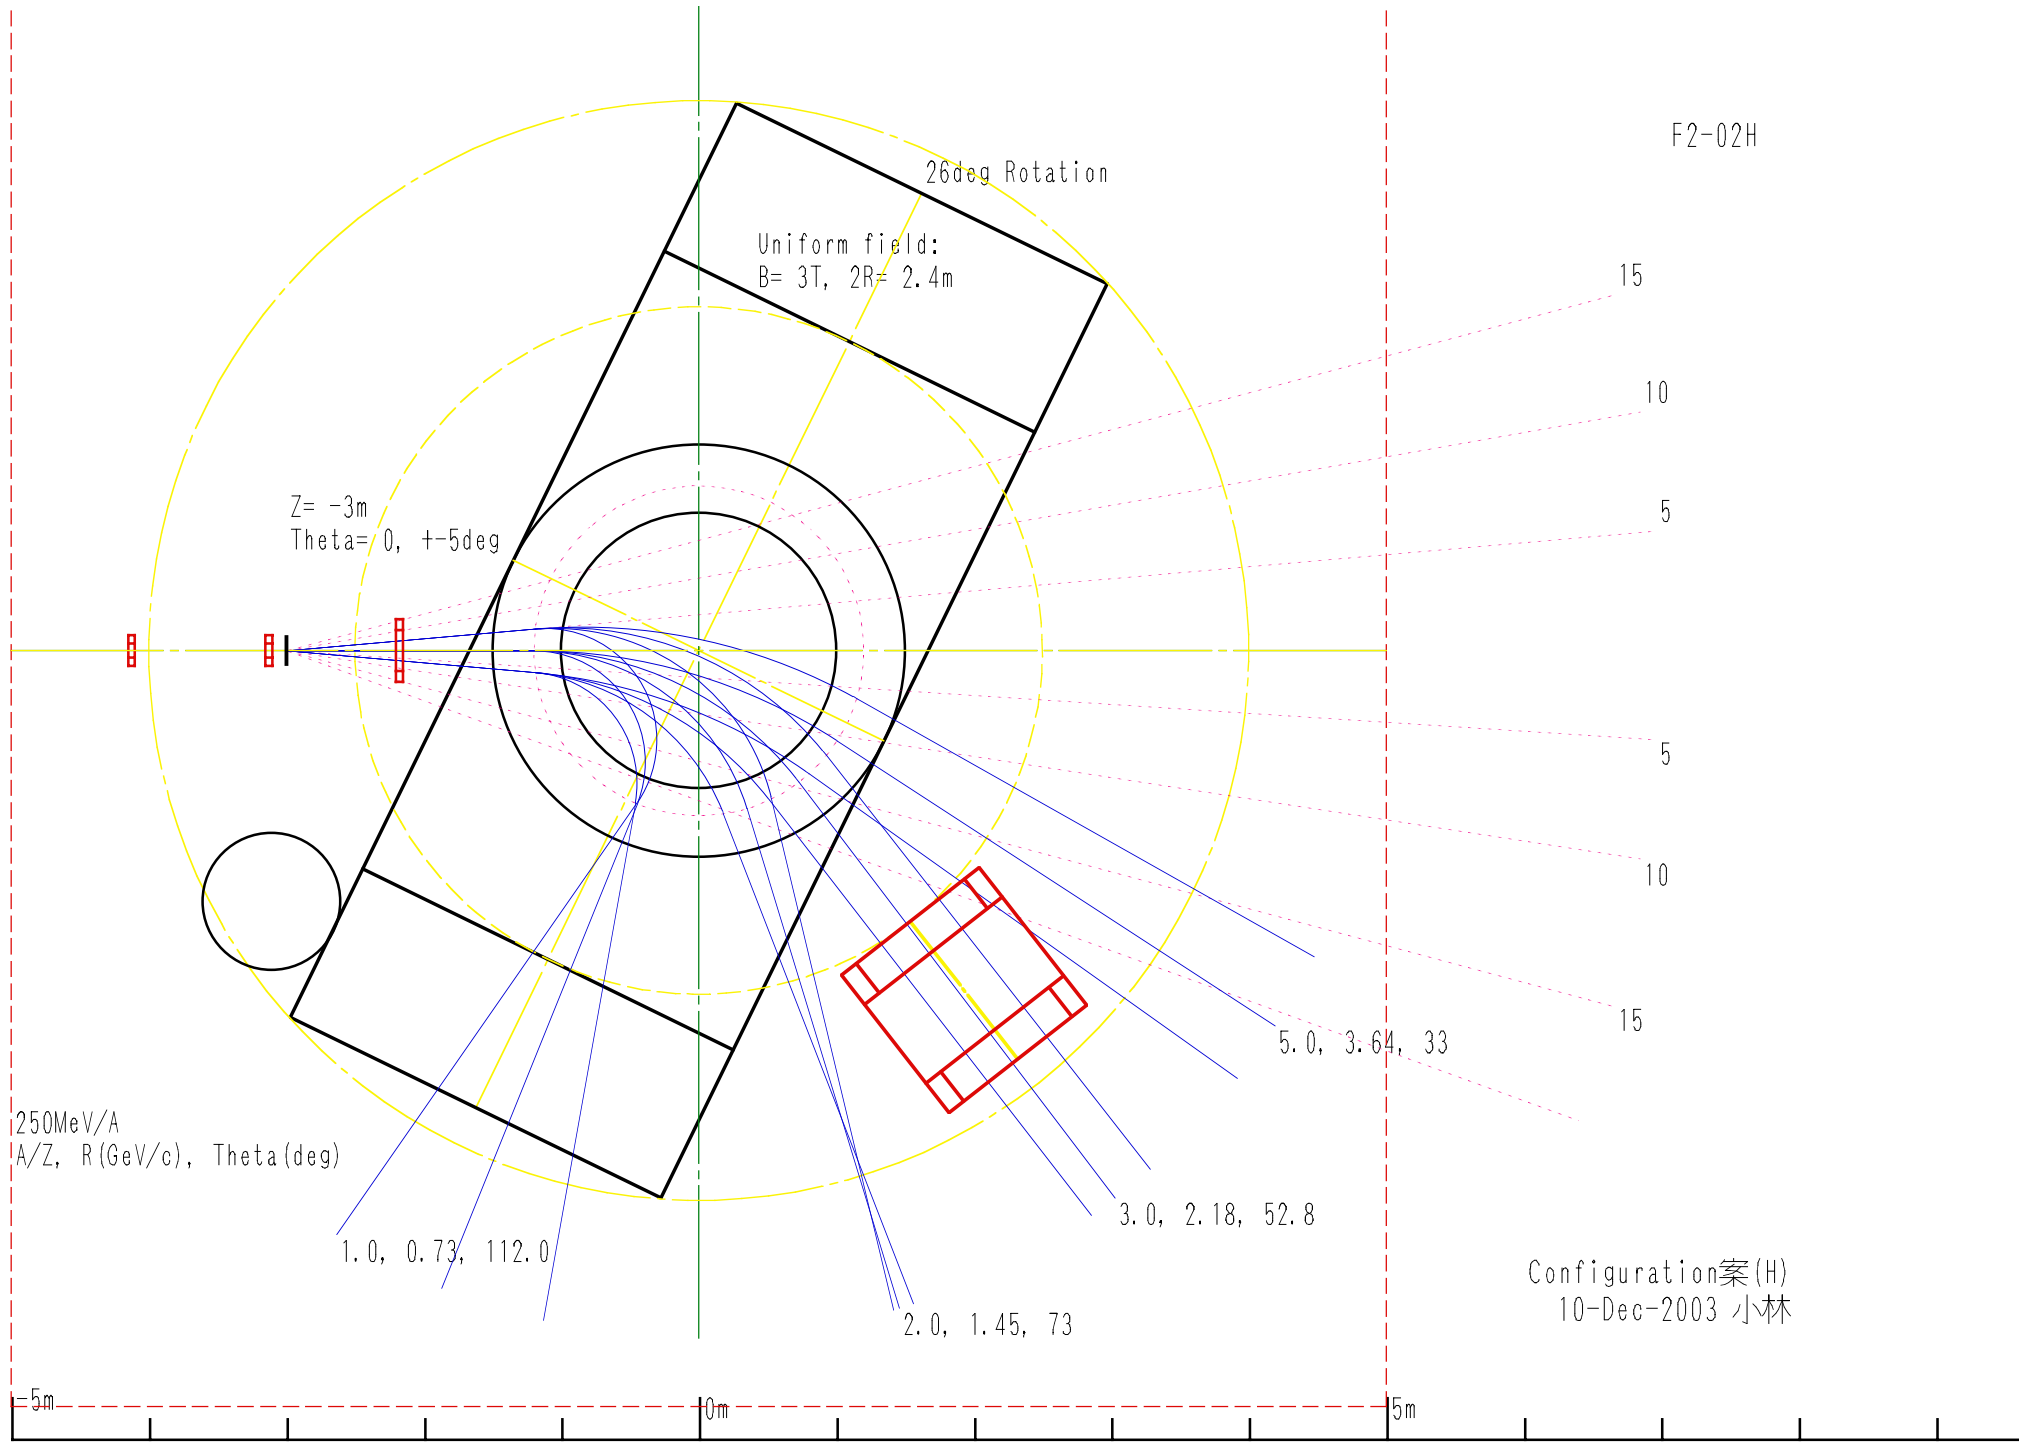 F2-02H
26deg Rotation
Uniform field:
B= 3T, 2R= 2.4m
15
10
5
Z= -3m
Theta= 0, +-5deg
5
10
15
5.0, 3.64, 33
250MeV/A
A/Z, R(GeV/c), Theta(deg)
3.0, 2.18, 52.8
1.0, 0.73, 112.0
2.0, 1.45, 73
Configuration案(H)
10-Dec-2003 小林
-5m
0m
5m